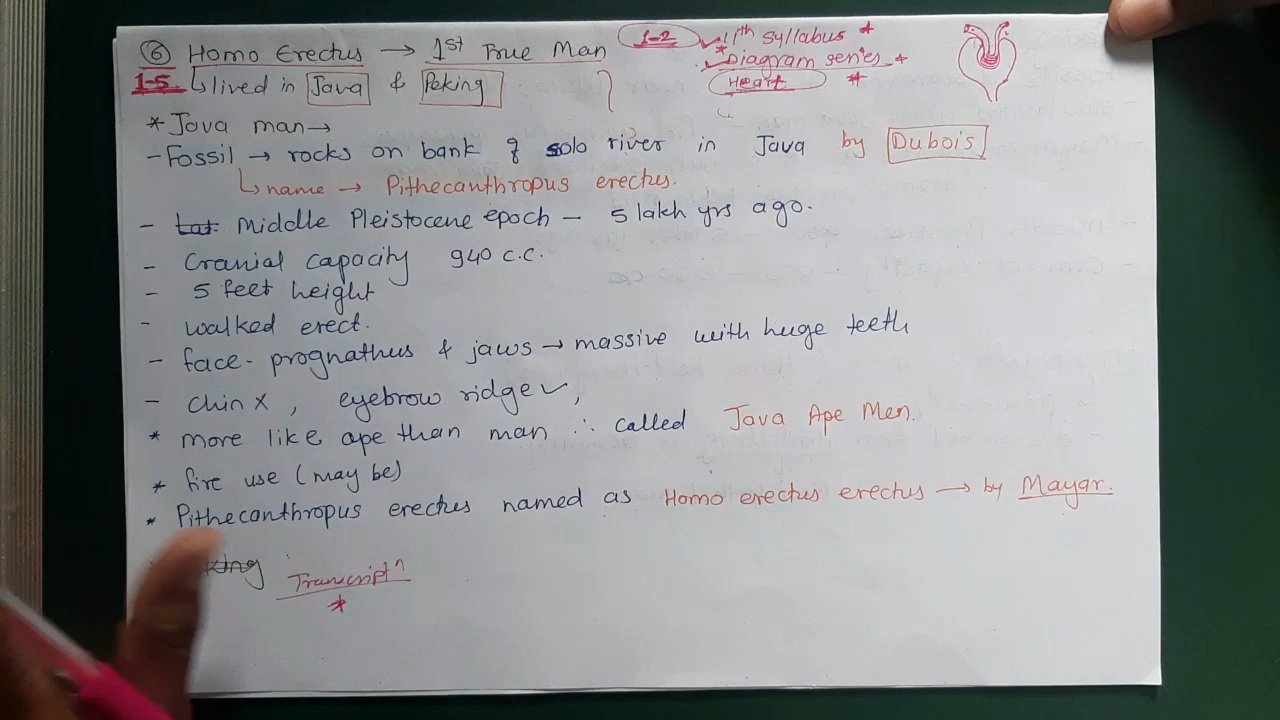 ⑥ Homo Erectus → 1st True Man
1-2 ✓ 11th syllabus *
* Diagram series *
Heart *
1-5 ↳ lived in Java & Peking
* Java man →
- Fossil → rocks on bank of solo river in Java by Dubois
↳ name → Pithecanthropus erectus.
- Middle Pleistocene epoch - 5 lakh yrs ago.
- Cranial capacity 940 c.c.
- 5 feet height
- walked erect.
- face - prognathus & jaws → massive with huge teeth
- chin x, eyebrow ridge ✓,
* more like ape than man ∴ called Java Ape Men.
* fire use (may be)
* Pithecanthropus erectus named as Homo erectus erectus → by Mayar.
Transcriptn
*